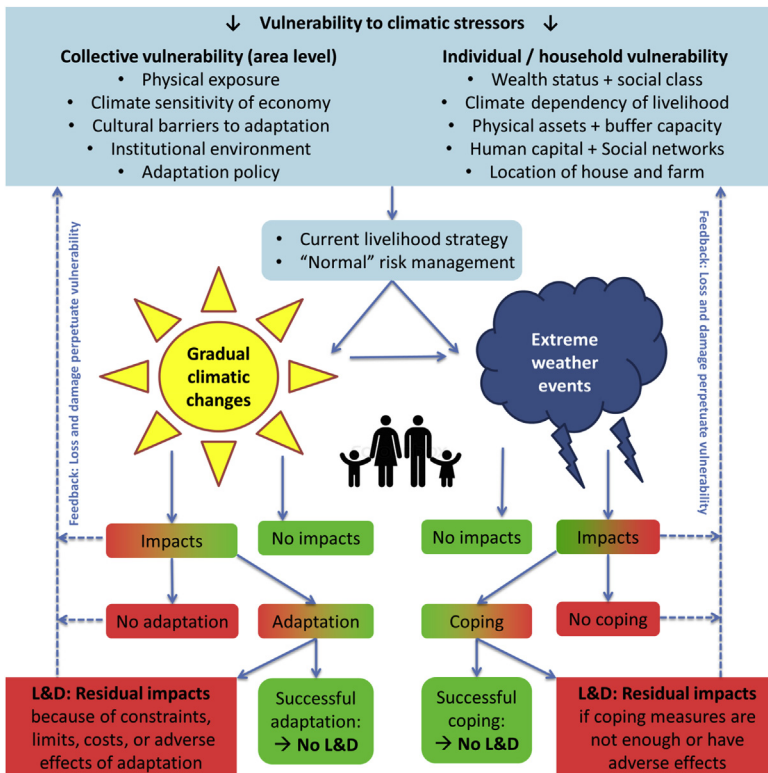 ↓ Vulnerability to climatic stressors ↓
Collective vulnerability (area level)
• Physical exposure
• Climate sensitivity of economy
• Cultural barriers to adaptation
• Institutional environment
• Adaptation policy
Individual / household vulnerability
• Wealth status + social class
• Climate dependency of livelihood
• Physical assets + buffer capacity
• Human capital + Social networks
• Location of house and farm
• Current livelihood strategy
• “Normal” risk management
Feedback: Loss and damage perpetuate vulnerability
Gradual
climatic
changes
Extreme
weather
events
Feedback: Loss and damage perpetuate vulnerability
Impacts
No impacts
No impacts
Impacts
No adaptation
Adaptation
Coping
No coping
L&D: Residual impacts
because of constraints,
limits, costs, or adverse
effects of adaptation
Successful
adaptation:
→ No L&D
Successful
coping:
→ No L&D
L&D: Residual impacts
if coping measures are
not enough or have
adverse effects